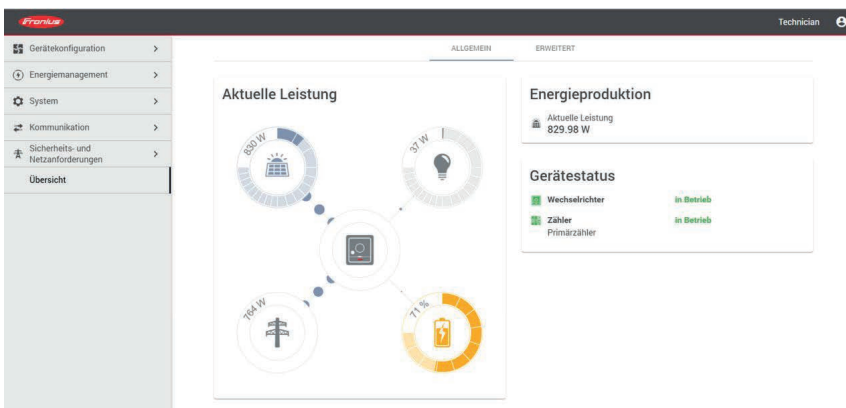 Fronius
Technician
Gerätekonfiguration
Energiemanagement
System
Kommunikation
Sicherheits- und
Netzanforderungen
Übersicht
ALLGEMEIN
ERWEITERT
Aktuelle Leistung
830 W
37 W
764 W
71 %
Energieproduktion
Aktuelle Leistung
829.98 W
Gerätestatus
Wechselrichter in Betrieb
Zähler in Betrieb
Primärzähler